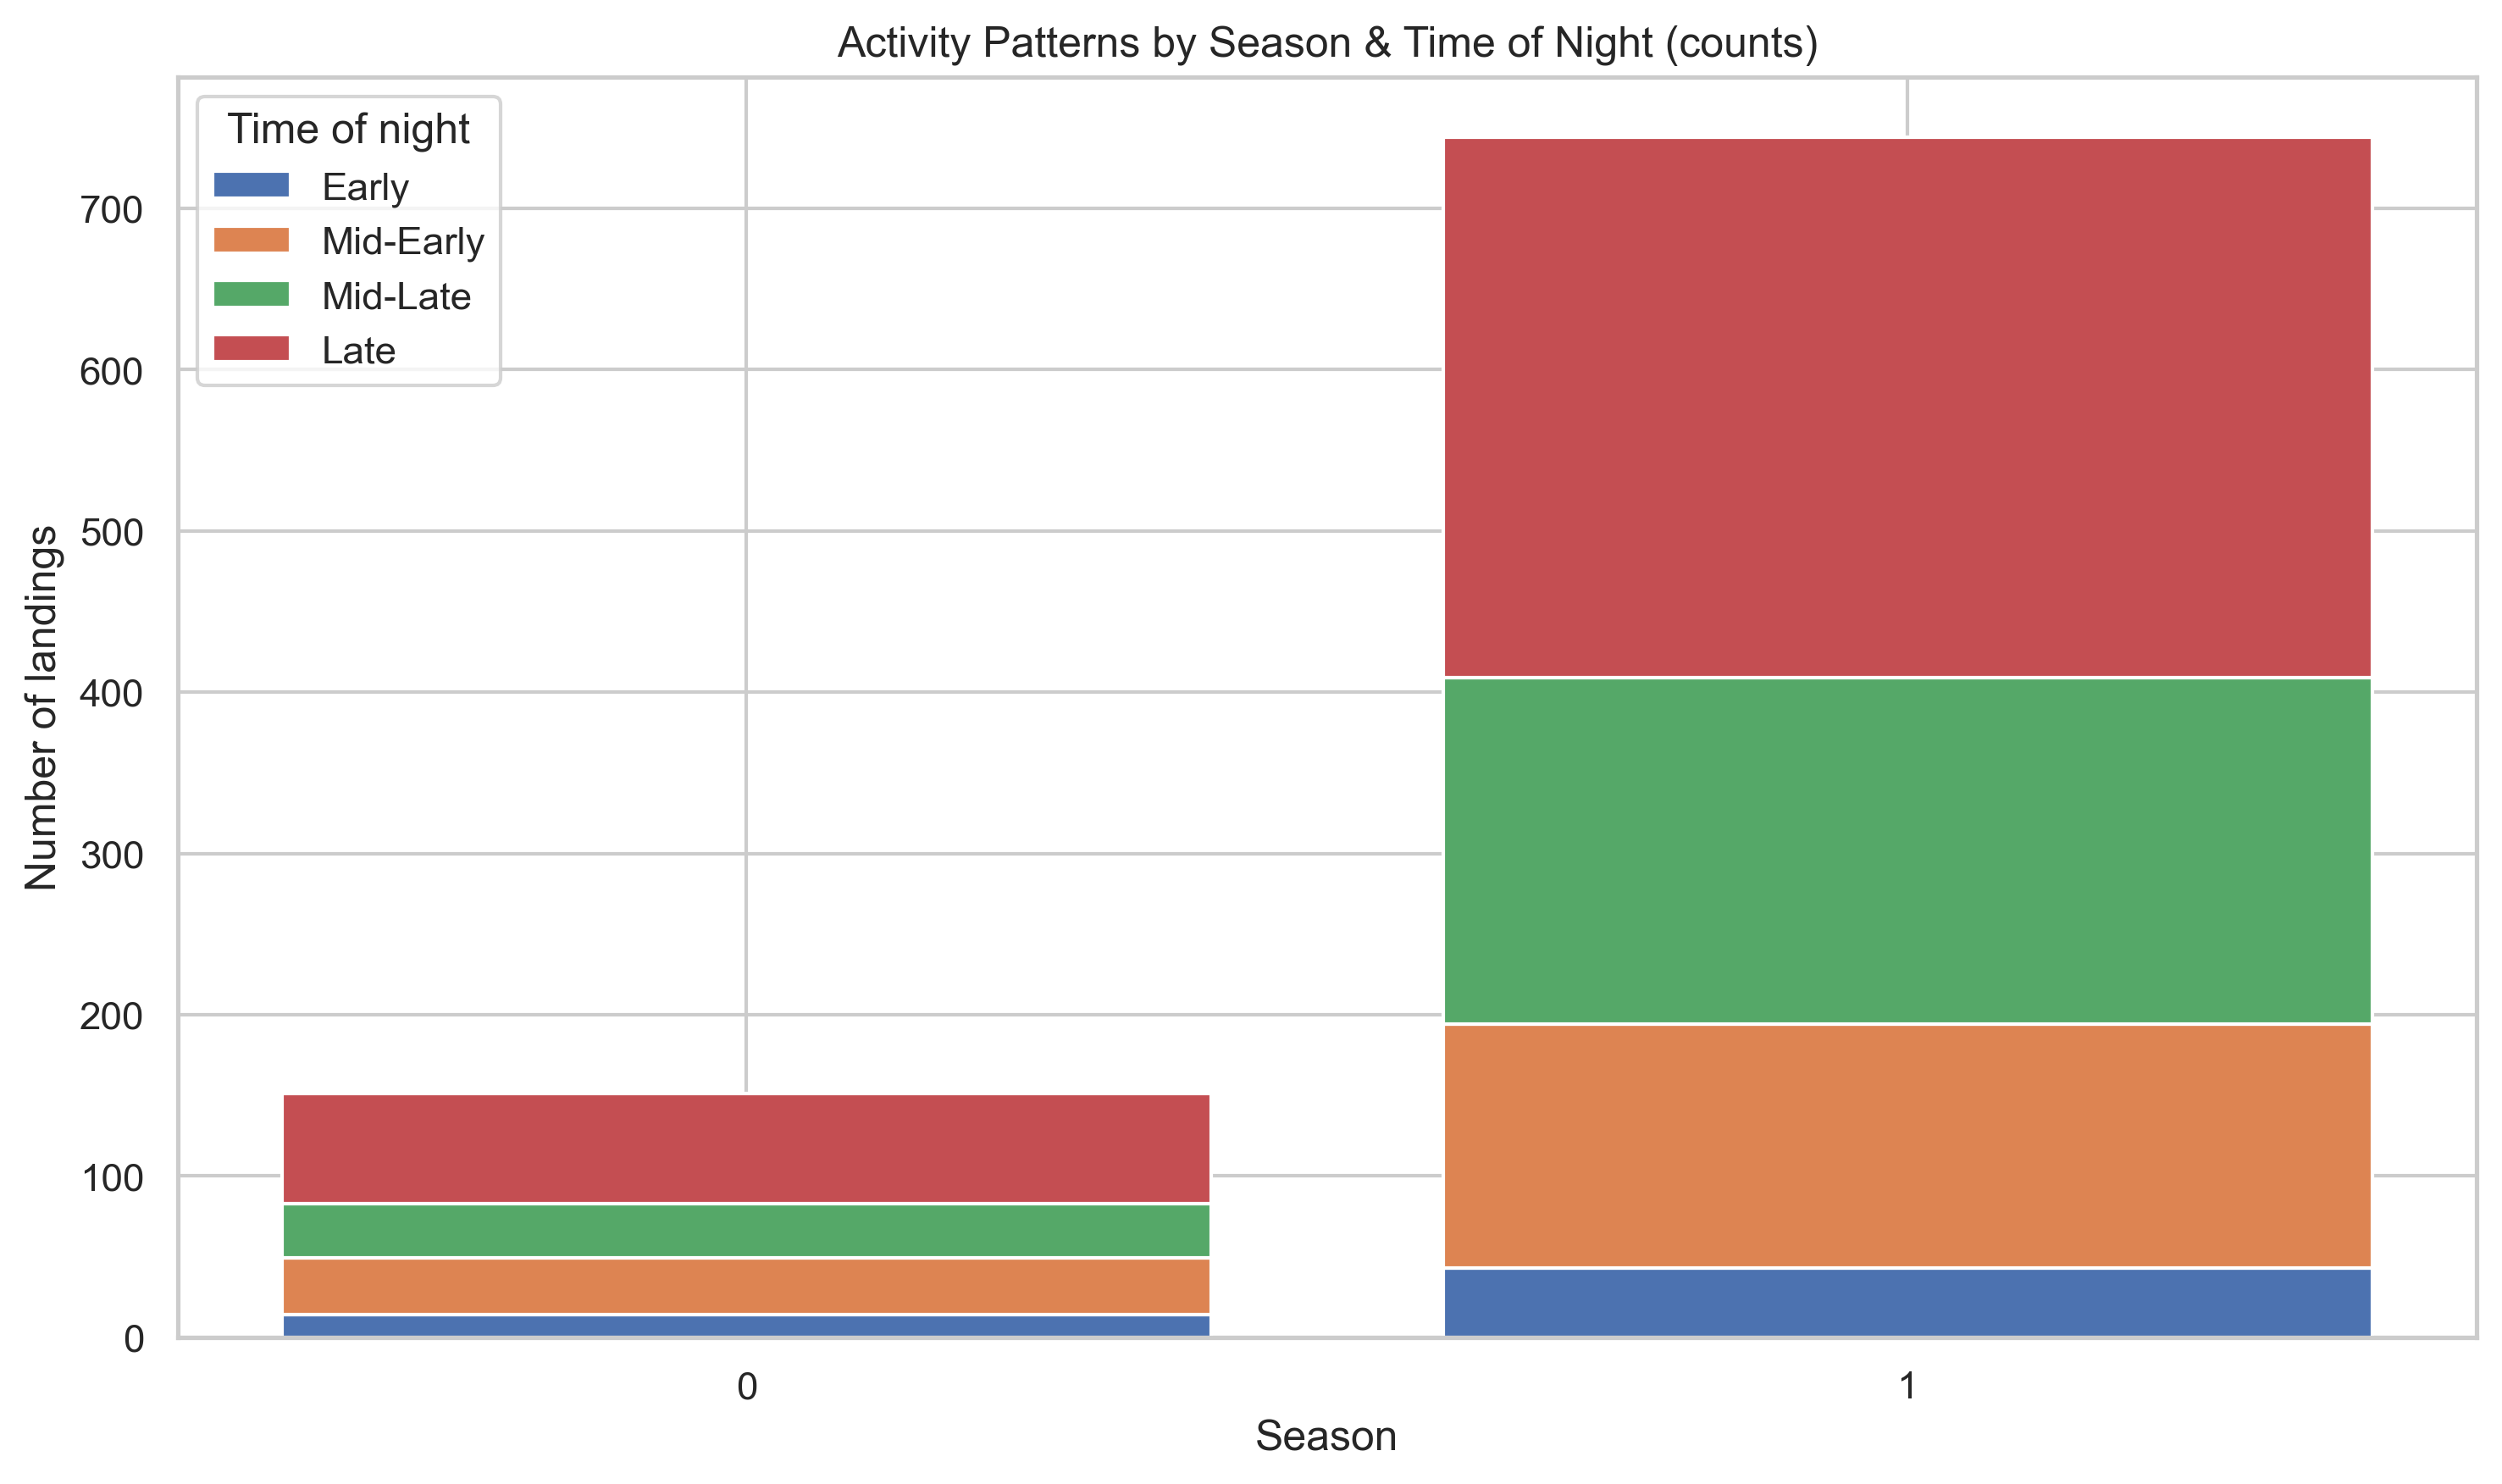 Activity Patterns by Season & Time of Night (counts)
Time of night
Early
Mid-Early
Mid-Late
Late
Number of landings
700
600
500
400
300
200
100
0
0 1
Season